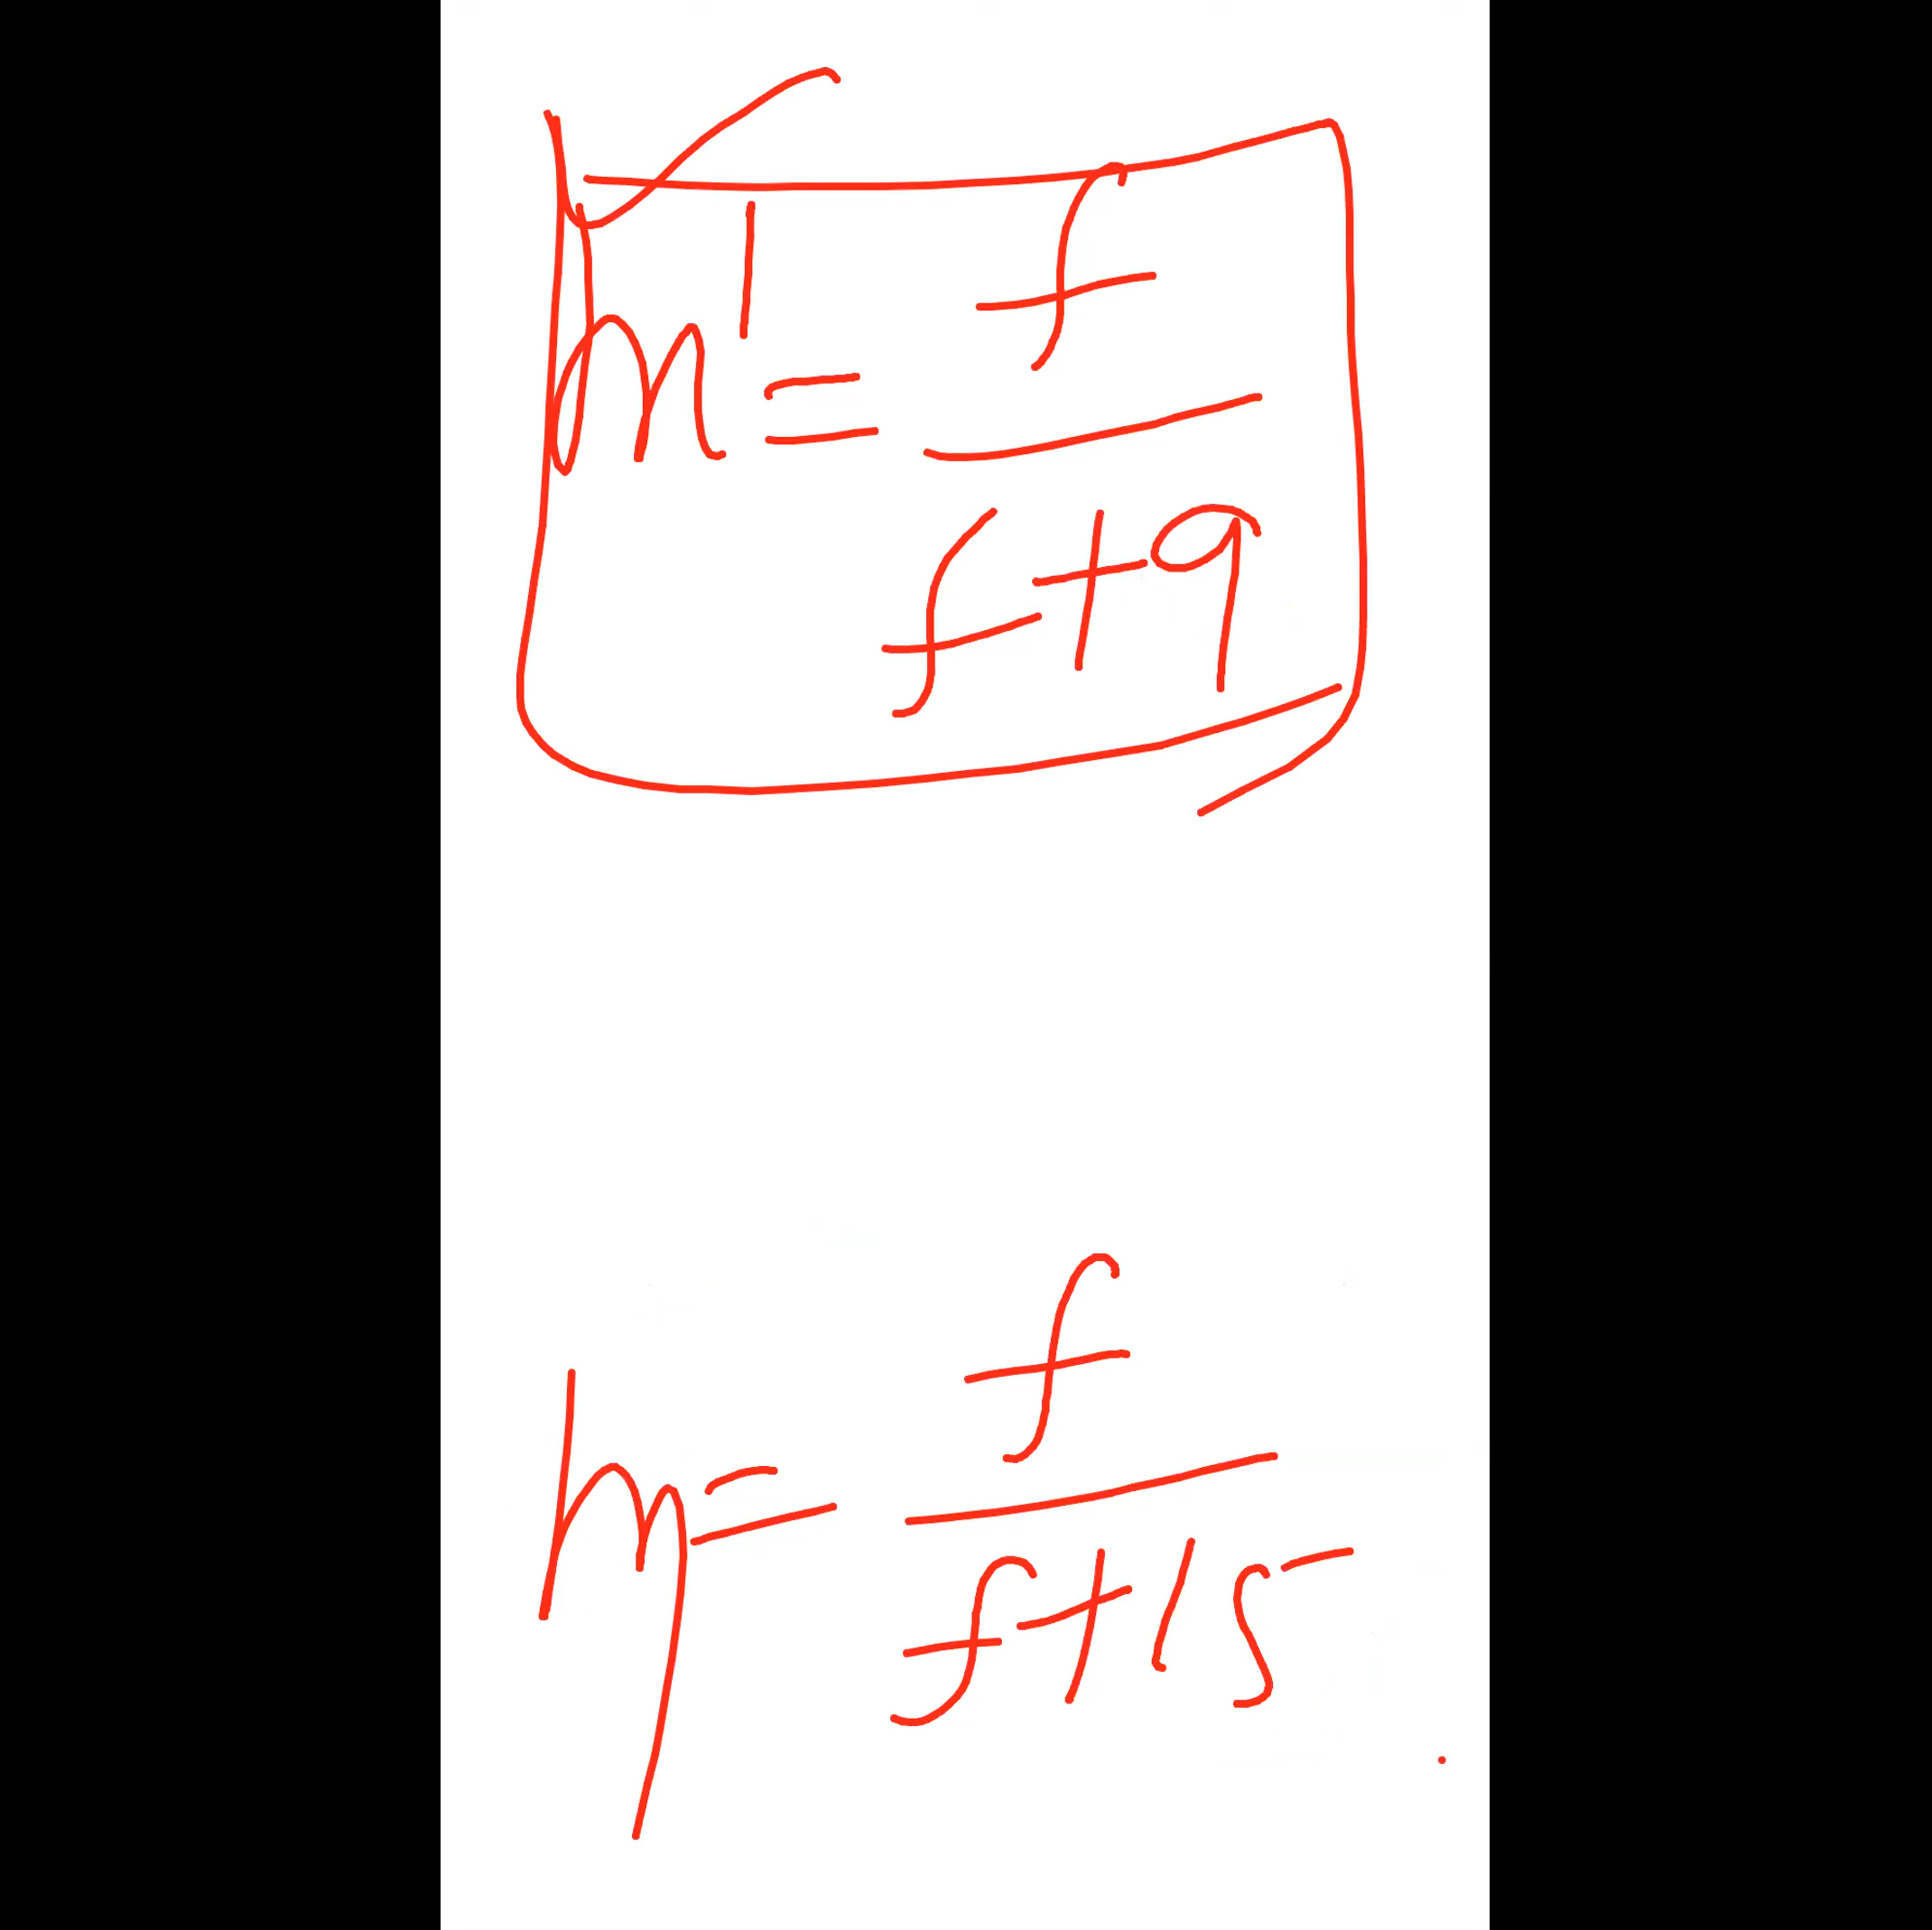 m' = f / f+9
m = f / f+15